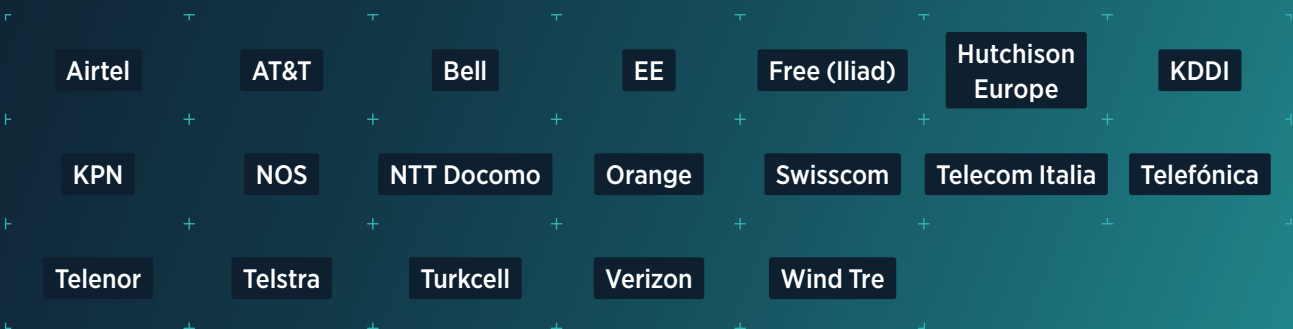 Airtel
AT&T
Bell
EE
Free (Iliad)
Hutchison
Europe
KDDI
KPN
NOS
NTT Docomo
Orange
Swisscom
Telecom Italia
Telefónica
Telenor
Telstra
Turkcell
Verizon
Wind Tre